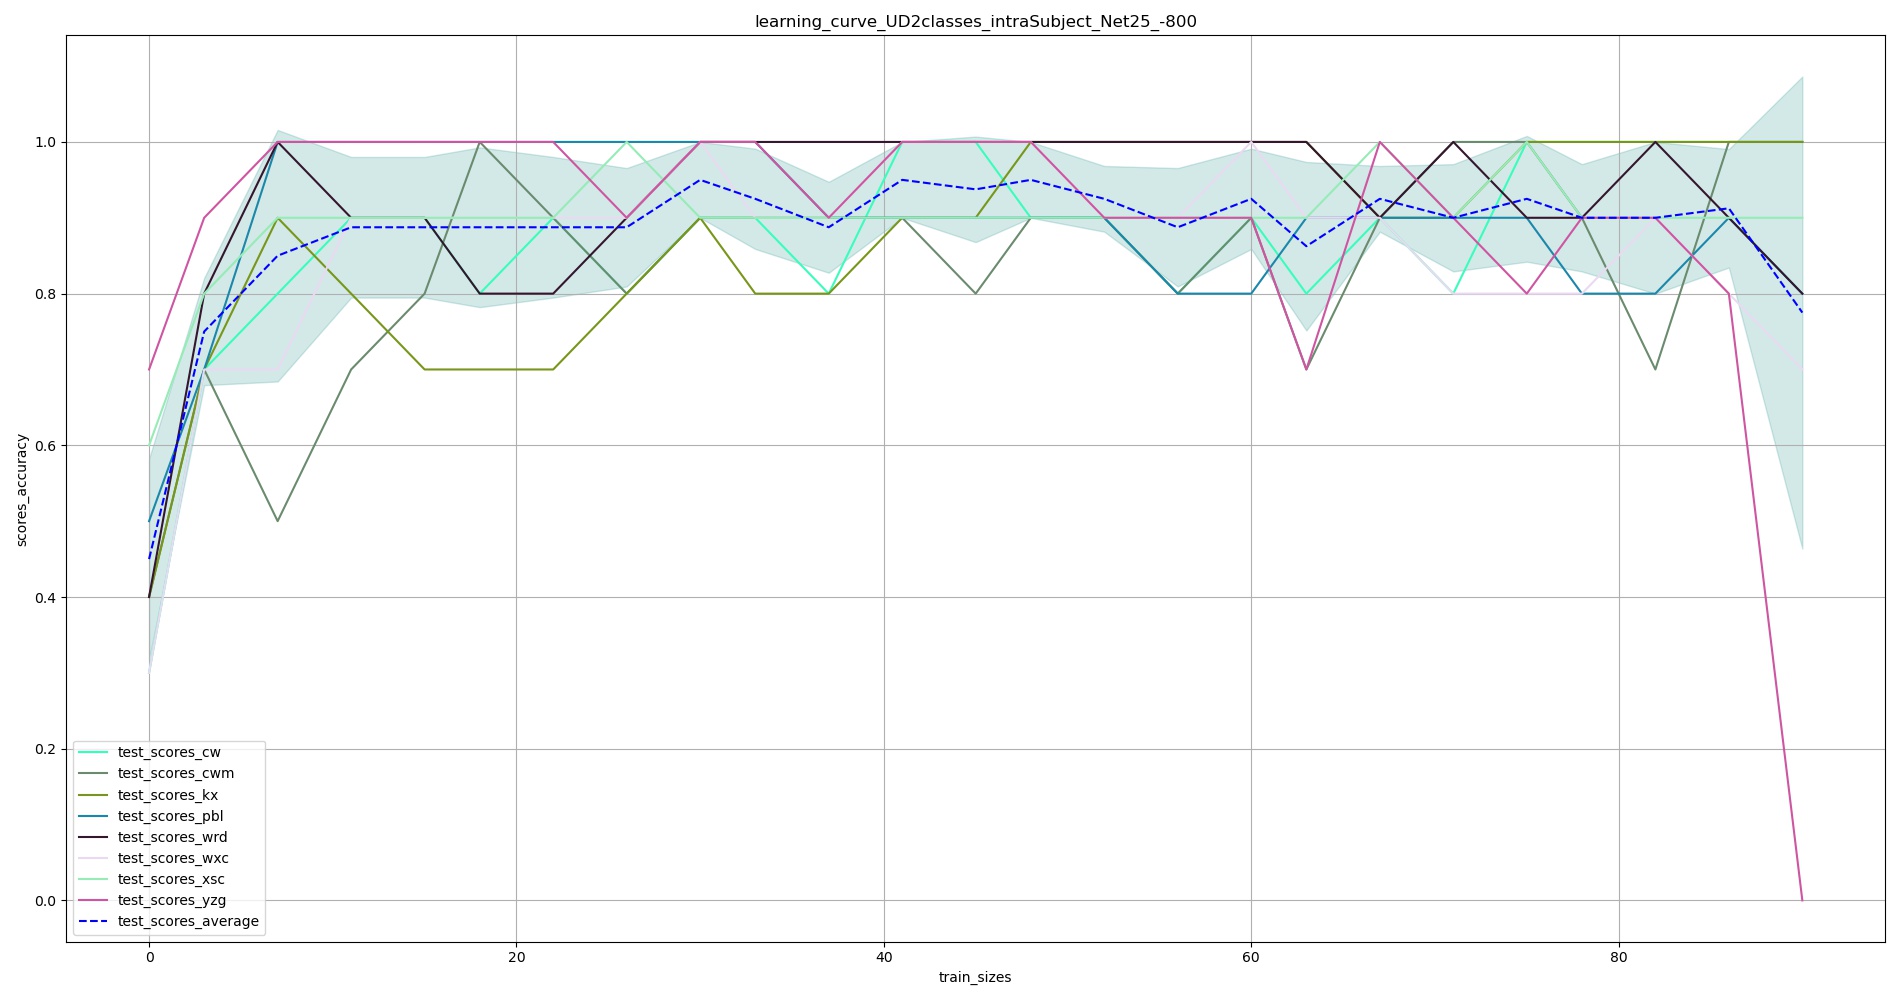 learning_curve_UD2classes_intraSubject_Net25_-800
scores_accuracy
1.0
0.8
0.6
0.4
0.2
0.0
test_scores_cw
test_scores_cwm
test_scores_kx
test_scores_pbl
test_scores_wrd
test_scores_wxc
test_scores_xsc
test_scores_yzg
test_scores_average
0 20 40 60 80
train_sizes